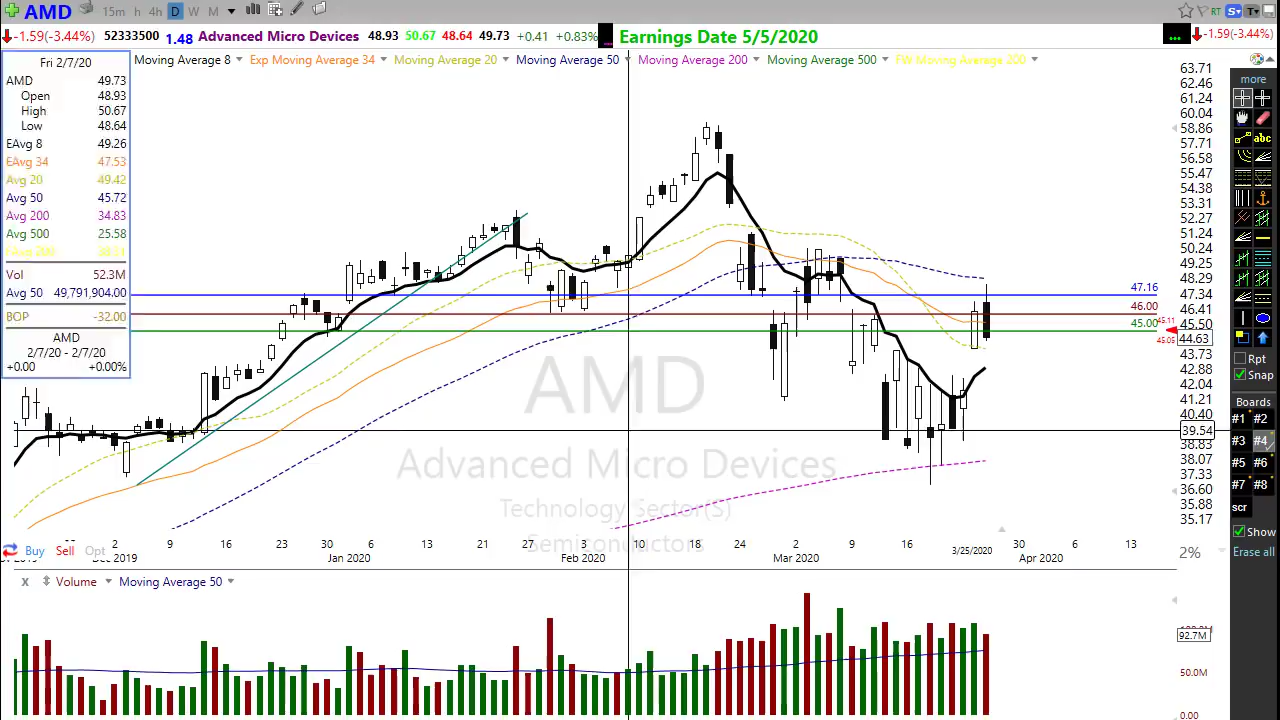 AMD 15m h 4h D W M RT S T
-1.59(-3.44%) 52333500 1.48 Advanced Micro Devices 48.93 50.67 48.64 49.73 +0.41 +0.83% ... Earnings Date 5/5/2020 ... -1.59(-3.44%)
Moving Average 8 Exp Moving Average 34 Moving Average 20 Moving Average 50 Moving Average 200 Moving Average 500 FW Moving Average 200
Fri 2/7/20
AMD 49.73
Open 48.93
High 50.67
Low 48.64
EAvg 8 49.26
EAvg 34 47.53
Avg 20 49.42
Avg 50 45.72
Avg 200 34.83
Avg 500 25.58
Vol 52.3M
Avg 50 49,791,904.00
BOP -32.00
AMD
2/7/20 - 2/7/20
+0.00 +0.00%
63.71
62.46
61.24
60.04
58.86
57.71
56.58
55.47
54.38
53.31
52.27
51.24
50.24
49.25
48.29
47.34
46.41
45.50
44.63
43.73
42.88
42.04
41.21
40.40
39.54
38.83
38.07
37.33
36.60
35.88
35.17
47.16
46.00
45.00
45.11
45.05
AMD
Advanced Micro Devices
Technology Sector(S)
Semiconductors
more
abc
Rpt
Snap
Boards
#1 #2
#3 #4
#5 #6
#7 #8
scr
Show
Erase all
Buy Sell Opt
2 9 16 23 30 6 13 21 27 3 10 18 24 2 9 16 3/25/2020 30 6 13
Dec 2019 Jan 2020 Feb 2020 Mar 2020 Apr 2020
2%
x Volume Moving Average 50
92.7M
50.0M
0.00